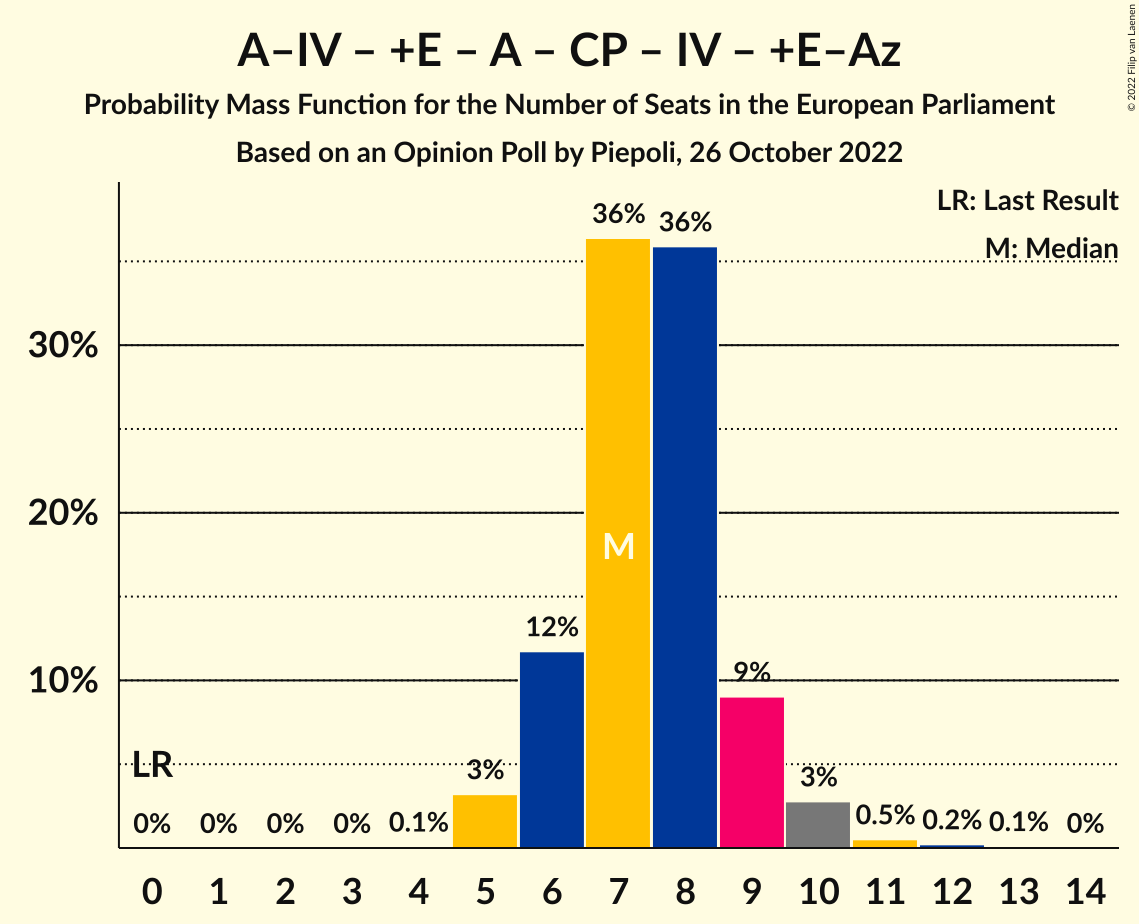 A–IV – +E – A – CP – IV – +E–Az
Probability Mass Function for the Number of Seats in the European Parliament
Based on an Opinion Poll by Piepoli, 26 October 2022
© 2022 Filip van Laenen
LR: Last Result
M: Median
36%
36%
30%
20%
M
12%
10%
9%
LR
3%
3%
0%
0%
0%
0%
0.1%
0.5%
0.2%
0.1%
0%
0 1 2 3 4 5 6 7 8 9 10 11 12 13 14